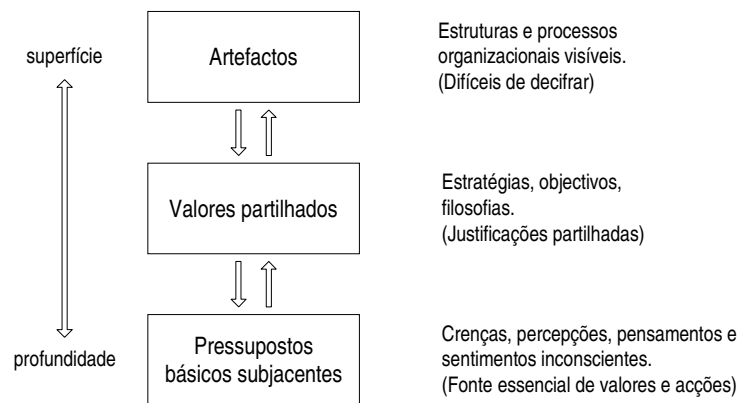 superfície
Artefactos
Estruturas e processos
organizacionais visíveis.
(Difíceis de decifrar)
Valores partilhados
Estratégias, objectivos,
filosofias.
(Justificações partilhadas)
profundidade
Pressupostos
básicos subjacentes
Crenças, percepções, pensamentos e
sentimentos inconscientes.
(Fonte essencial de valores e acções)